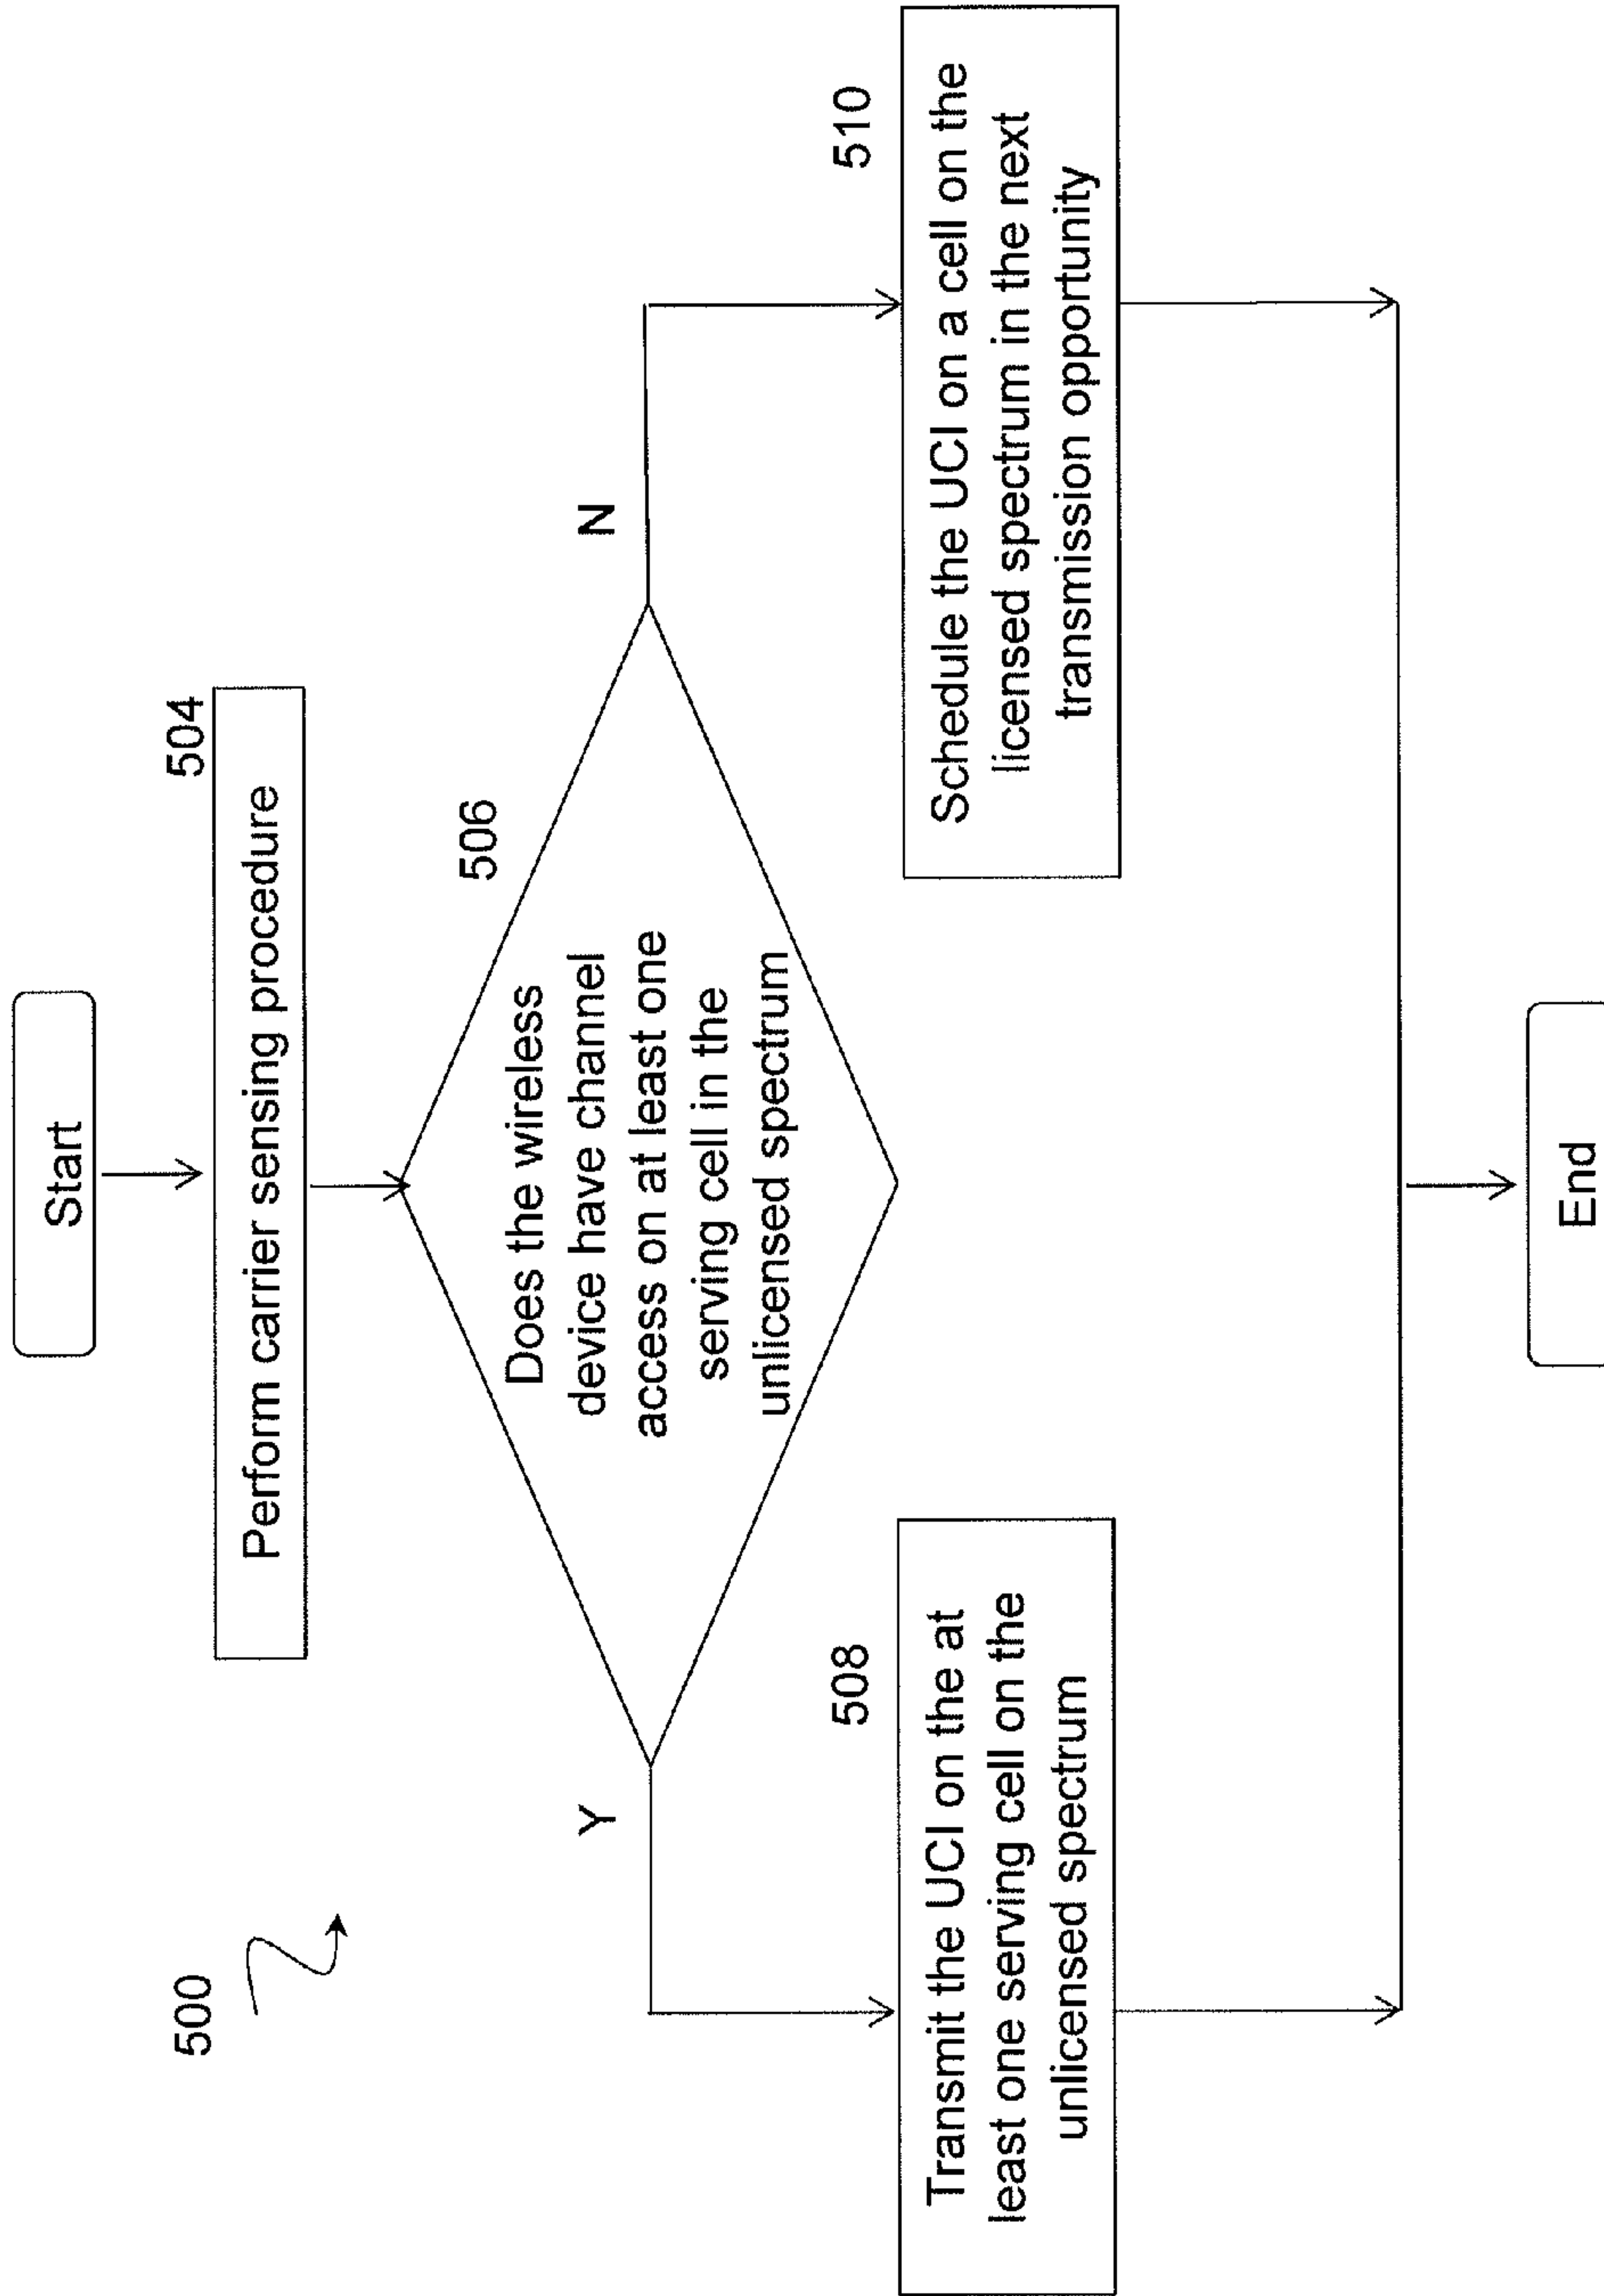 500
Start
504
Perform carrier sensing procedure
506
Does the wireless
device have channel
access on at least one
serving cell in the
unlicensed spectrum
Y
N
508
Transmit the UCI on the at
least one serving cell on the
unlicensed spectrum
510
Schedule the UCI on a cell on the
licensed spectrum in the next
transmission opportunity
End